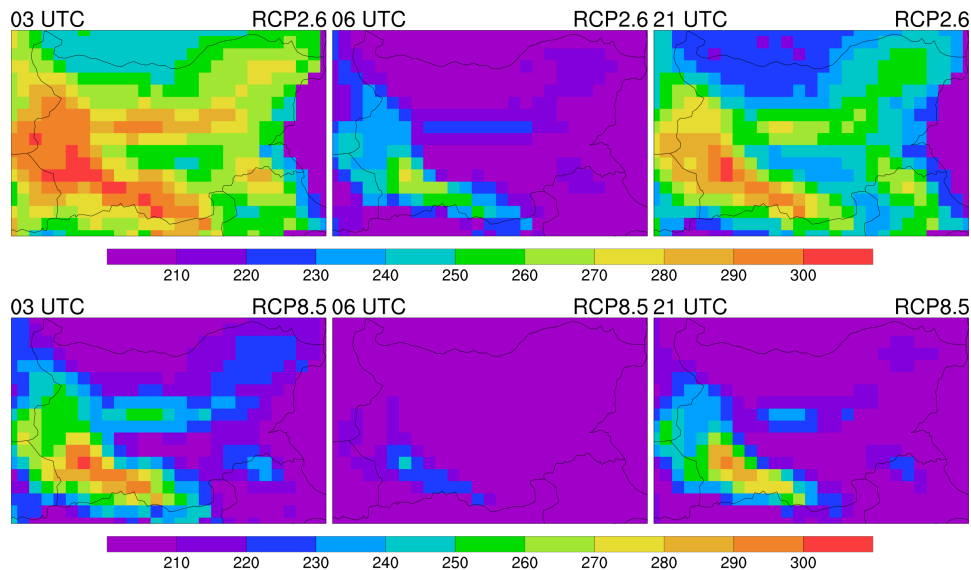 03 UTC RCP2.6 06 UTC RCP2.6 21 UTC RCP2.6
210 220 230 240 250 260 270 280 290 300
03 UTC RCP8.5 06 UTC RCP8.5 21 UTC RCP8.5
210 220 230 240 250 260 270 280 290 300